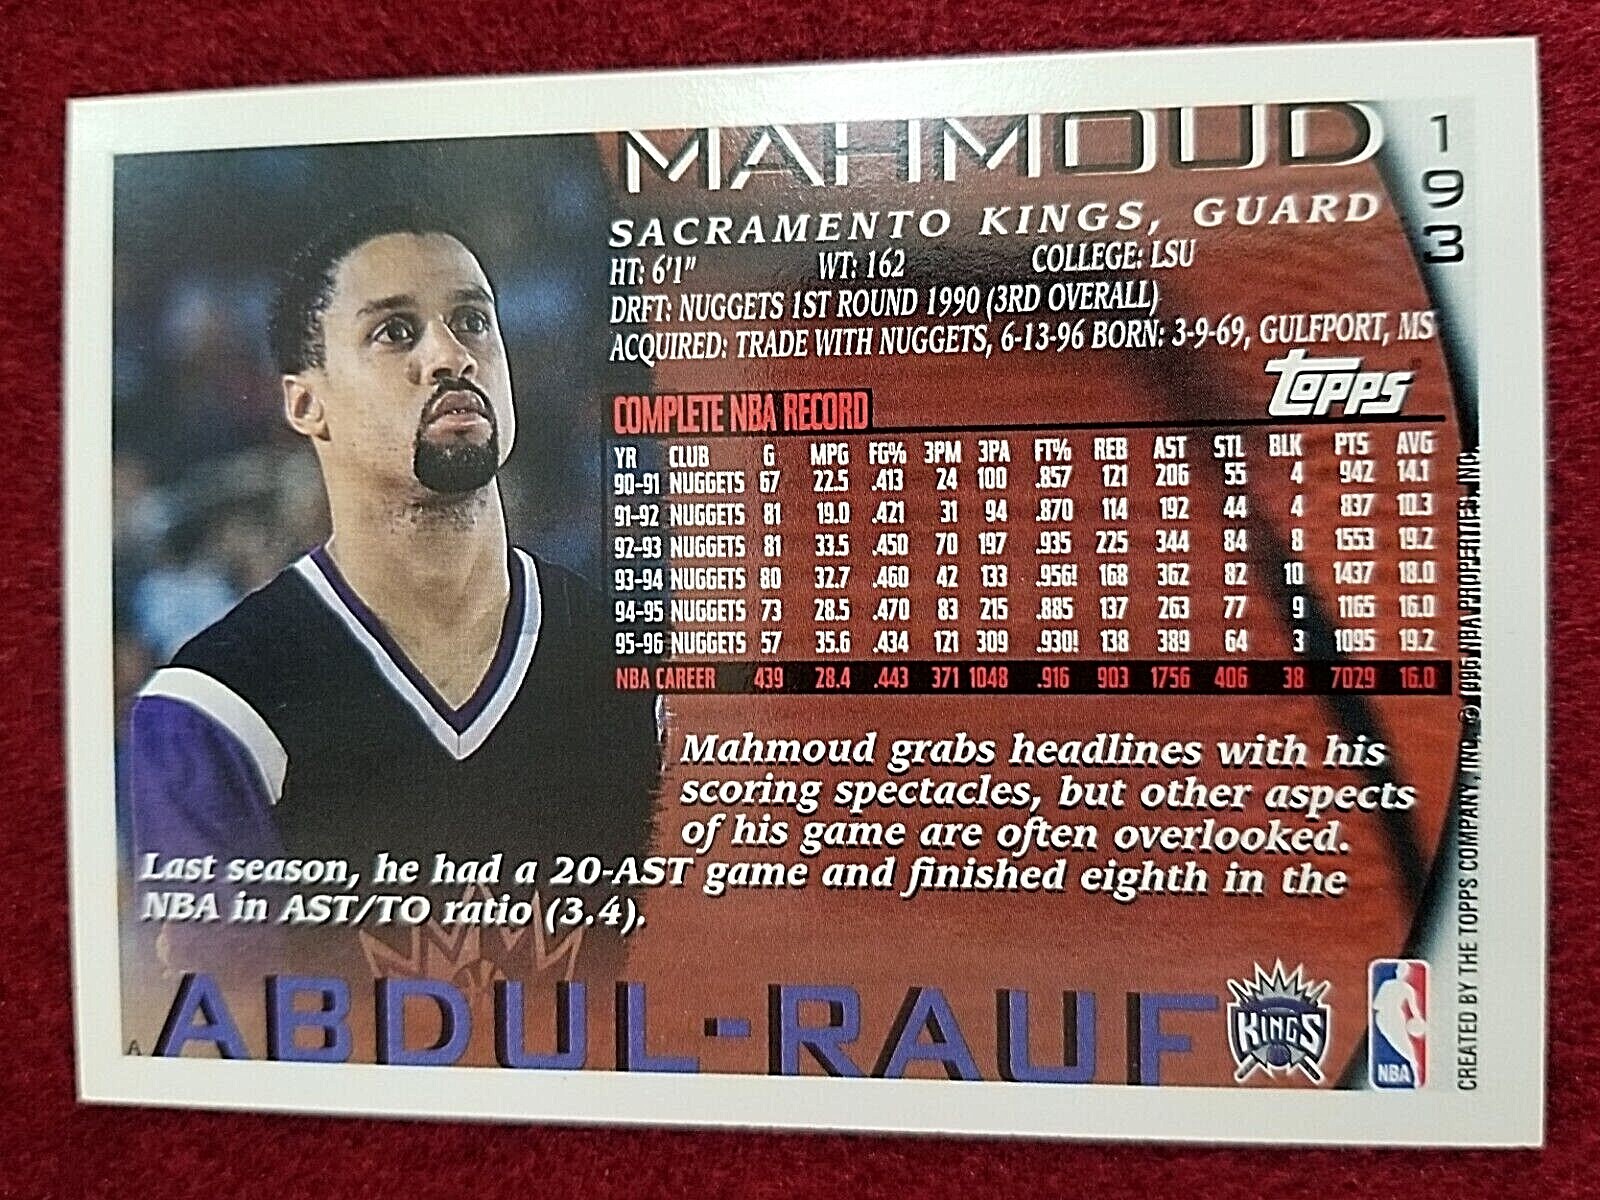 MAHMOUD
193
SACRAMENTO KINGS, GUARD
HT: 6'1" WT: 162 COLLEGE: LSU
DRFT: NUGGETS 1ST ROUND 1990 (3RD OVERALL)
ACQUIRED: TRADE WITH NUGGETS, 6-13-96 BORN: 3-9-69, GULFPORT, MS
TOPPS
COMPLETE NBA RECORD
YR CLUB G MPG FG% 3PM 3PA FT% REB AST STL BLK PTS AVG
90-91 NUGGETS 67 22.5 .413 24 100 .857 121 206 55 4 942 14.1
91-92 NUGGETS 81 19.0 .421 31 94 .870 114 192 44 4 837 10.3
92-93 NUGGETS 81 33.5 .450 70 197 .935 225 344 84 8 1553 19.2
93-94 NUGGETS 80 32.7 .460 42 133 .956! 168 362 82 10 1437 18.0
94-95 NUGGETS 73 28.5 .470 83 215 .885 137 263 77 9 1165 16.0
95-96 NUGGETS 57 35.6 .434 121 309 .930! 138 389 64 3 1095 19.2
NBA CAREER 439 28.4 .443 371 1048 .916 903 1756 406 38 7029 16.0
Mahmoud grabs headlines with his
scoring spectacles, but other aspects
of his game are often overlooked.
Last season, he had a 20-AST game and finished eighth in the
NBA in AST/TO ratio (3.4).
ABDUL-RAUF
KINGS
NBA
A
CREATED BY THE TOPPS COMPANY, INC. © 1996 NBA PROPERTIES, INC.